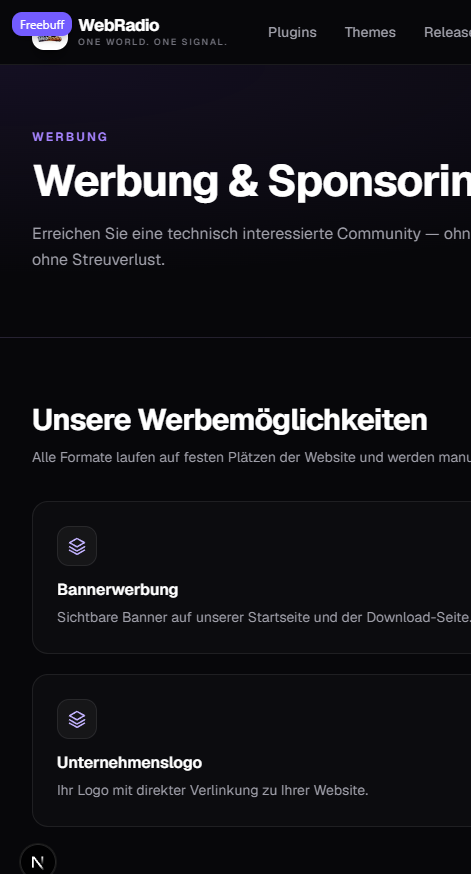 Freebuff
WebRadio
ONE WORLD. ONE SIGNAL.
Plugins Themes Release
WERBUNG
Werbung & Sponsorin
Erreichen Sie eine technisch interessierte Community — ohn
ohne Streuverlust.
Unsere Werbemöglichkeiten
Alle Formate laufen auf festen Plätzen der Website und werden manu
Bannerwerbung
Sichtbare Banner auf unserer Startseite und der Download-Seite.
Unternehmenslogo
Ihr Logo mit direkter Verlinkung zu Ihrer Website.
N